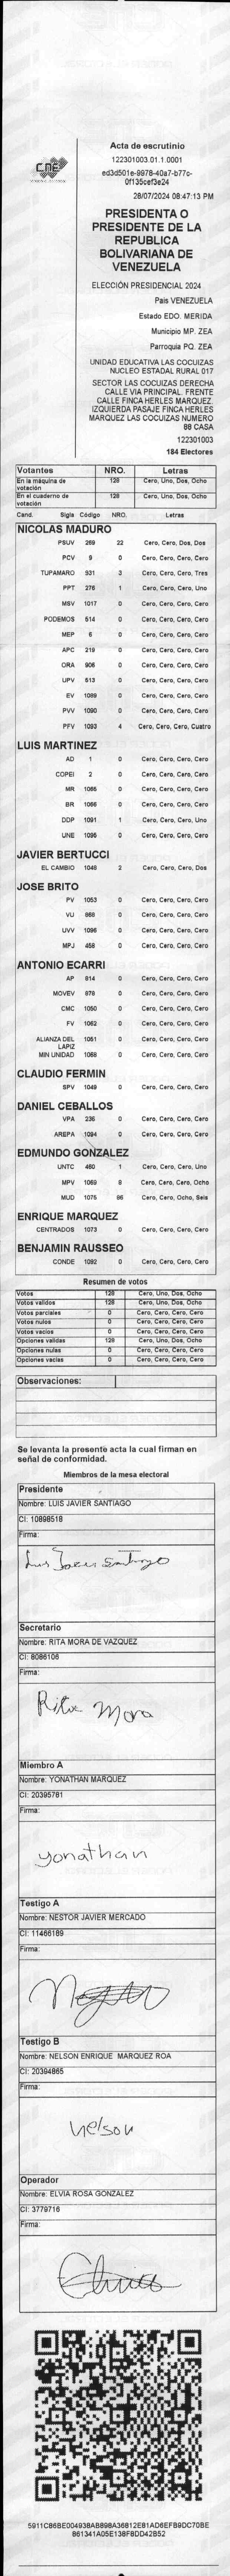 CNE
Acta de escrutinio
122301003.01.1.0001
ed3d501e-9978-40a7-b77c-
0f135cef3e24
28/07/2024 08:47:13 PM
PRESIDENTA O
PRESIDENTE DE LA
REPUBLICA
BOLIVARIANA DE
VENEZUELA
ELECCIÓN PRESIDENCIAL 2024
Pais VENEZUELA
Estado EDO. MERIDA
Municipio MP. ZEA
Parroquia PQ. ZEA
UNIDAD EDUCATIVA LAS COCUIZAS
NUCLEO ESTADAL RURAL 017
SECTOR LAS COCUIZAS DERECHA
CALLE VIA PRINCIPAL. FRENTE
CALLE FINCA HERLES MARQUEZ.
IZQUIERDA PASAJE FINCA HERLES
MARQUEZ LAS COCUIZAS NUMERO
88 CASA
122301003
184 Electores
Votantes NRO. Letras
En la máquina de votación 128 Cero, Uno, Dos, Ocho
En el cuaderno de votación 128 Cero, Uno, Dos, Ocho
Cand. Sigla Código NRO. Letras
NICOLAS MADURO
PSUV 269 22 Cero, Cero, Dos, Dos
PCV 9 0 Cero, Cero, Cero, Cero
TUPAMARO 931 3 Cero, Cero, Cero, Tres
PPT 276 1 Cero, Cero, Cero, Uno
MSV 1017 0 Cero, Cero, Cero, Cero
PODEMOS 514 0 Cero, Cero, Cero, Cero
MEP 6 0 Cero, Cero, Cero, Cero
APC 219 0 Cero, Cero, Cero, Cero
ORA 906 0 Cero, Cero, Cero, Cero
UPV 513 0 Cero, Cero, Cero, Cero
EV 1089 0 Cero, Cero, Cero, Cero
PVV 1090 0 Cero, Cero, Cero, Cero
PFV 1093 4 Cero, Cero, Cero, Cuatro
LUIS MARTINEZ
AD 1 0 Cero, Cero, Cero, Cero
COPEI 2 0 Cero, Cero, Cero, Cero
MR 1065 0 Cero, Cero, Cero, Cero
BR 1066 0 Cero, Cero, Cero, Cero
DDP 1091 1 Cero, Cero, Cero, Uno
UNE 1095 0 Cero, Cero, Cero, Cero
JAVIER BERTUCCI
EL CAMBIO 1048 2 Cero, Cero, Cero, Dos
JOSE BRITO
PV 1053 0 Cero, Cero, Cero, Cero
VU 868 0 Cero, Cero, Cero, Cero
UVV 1096 0 Cero, Cero, Cero, Cero
MPJ 458 0 Cero, Cero, Cero, Cero
ANTONIO ECARRI
AP 814 0 Cero, Cero, Cero, Cero
MOVEV 978 0 Cero, Cero, Cero, Cero
CMC 1050 0 Cero, Cero, Cero, Cero
FV 1062 0 Cero, Cero, Cero, Cero
ALIANZA DEL LAPIZ 1051 0 Cero, Cero, Cero, Cero
MIN UNIDAD 1068 0 Cero, Cero, Cero, Cero
CLAUDIO FERMIN
SPV 1049 0 Cero, Cero, Cero, Cero
DANIEL CEBALLOS
VPA 236 0 Cero, Cero, Cero, Cero
AREPA 1094 0 Cero, Cero, Cero, Cero
EDMUNDO GONZALEZ
UNTC 460 1 Cero, Cero, Cero, Uno
MPV 1069 8 Cero, Cero, Cero, Ocho
MUD 1075 86 Cero, Cero, Ocho, Seis
ENRIQUE MARQUEZ
CENTRADOS 1073 0 Cero, Cero, Cero, Cero
BENJAMIN RAUSSEO
CONDE 1092 0 Cero, Cero, Cero, Cero
Resumen de votos
Votos 128 Cero, Uno, Dos, Ocho
Votos validos 128 Cero, Uno, Dos, Ocho
Votos parciales 0 Cero, Cero, Cero, Cero
Votos nulos 0 Cero, Cero, Cero, Cero
Votos vacios 0 Cero, Cero, Cero, Cero
Opciones validas 128 Cero, Uno, Dos, Ocho
Opciones nulas 0 Cero, Cero, Cero, Cero
Opciones vacias 0 Cero, Cero, Cero, Cero
Observaciones:
Se levanta la presente acta la cual firman en
señal de conformidad.
Miembros de la mesa electoral
Presidente
Nombre: LUIS JAVIER SANTIAGO
CI: 10898518
Firma:
Luis Javier Santiago
Secretario
Nombre: RITA MORA DE VAZQUEZ
CI: 8086106
Firma:
Rita Mora
Miembro A
Nombre: YONATHAN MARQUEZ
CI: 20395781
Firma:
yonathan
Testigo A
Nombre: NESTOR JAVIER MERCADO
CI: 11466189
Firma:
Testigo B
Nombre: NELSON ENRIQUE MARQUEZ ROA
CI: 20394865
Firma:
Nelson
Operador
Nombre: ELVIA ROSA GONZALEZ
CI: 3779716
Firma:
5911C86BE004938AB898A36812E81AD6EFB9DC70BE
861341A05E138F8DD42B52